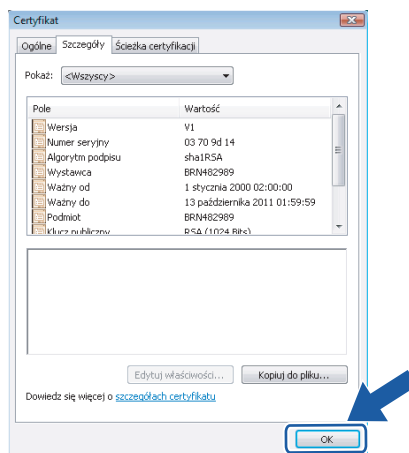 Certyfikat
Ogólne Szczegóły Ścieżka certyfikacji
Pokaż: <Wszyscy>
Pole Wartość
Wersja V1
Numer seryjny 03 70 9d 14
Algorytm podpisu sha1RSA
Wystawca BRN482989
Ważny od 1 stycznia 2000 02:00:00
Ważny do 13 października 2011 01:59:59
Podmiot BRN482989
Klucz publiczny RSA (1024 Bits)
Edytuj właściwości... Kopiuj do pliku...
Dowiedz się więcej o szczegółach certyfikatu
OK